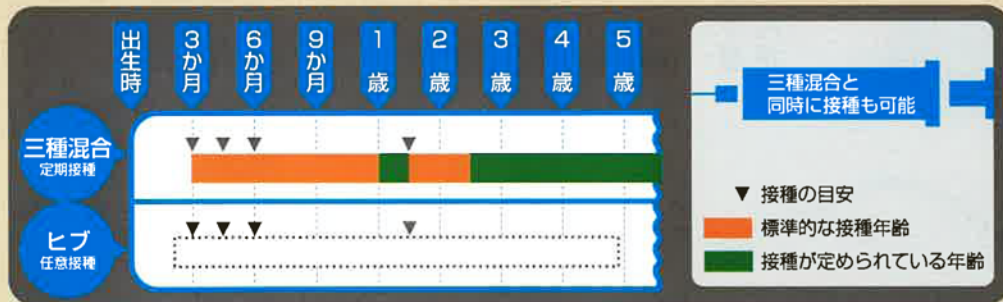 出生時
3か月
6か月
9か月
1歳
2歳
3歳
4歳
5歳
三種混合
定期接種
ヒブ
任意接種
三種混合と
同時に接種も可能
▼ 接種の目安
標準的な接種年齢
接種が定められている年齢